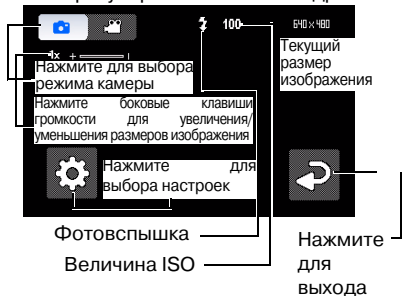 100
640×480
Текущий
размер
изображения
1x + –
Нажмите для выбора
режима камеры
Нажмите боковые клавиши
громкости для увеличения/
уменьшения размеров изображения
Нажмите для
выбора настроек
Фотовспышка
Величина ISO
Нажмите
для
выхода